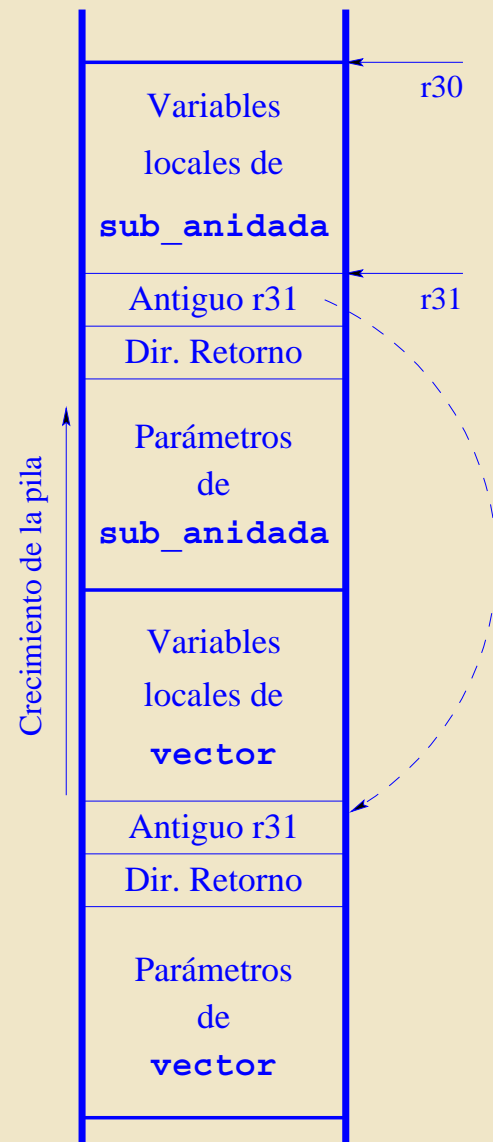 r30
Variables
locales de
sub_anidada
Antiguo r31
r31
Dir. Retorno
Parámetros
de
sub_anidada
Crecimiento de la pila
Variables
locales de
vector
Antiguo r31
Dir. Retorno
Parámetros
de
vector